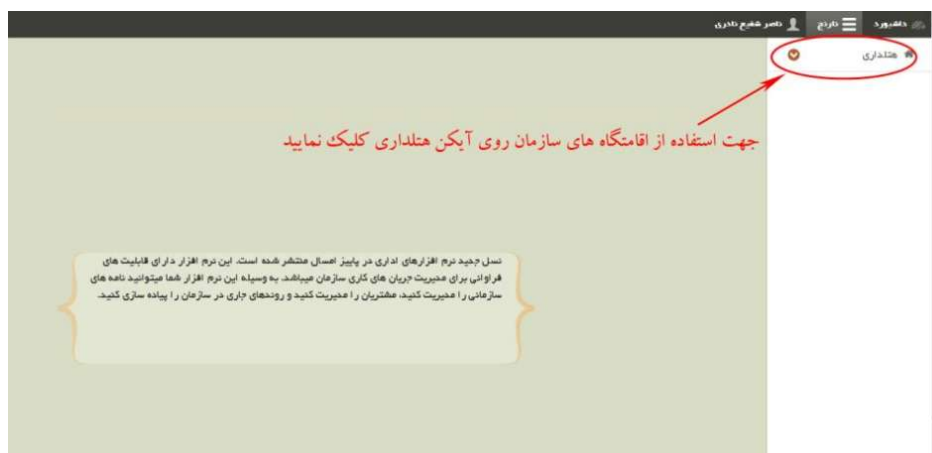 داشبورد
نارنج
ناصر شفیع نادری
هتلداری
جهت استفاده از اقامتگاه های سازمان روی آیکن هتلداری کلیک نمایید
نسل جدید نرم افزارهای اداری در پاییز امسال منتشر شده است. این نرم افزار دارای قابلیت های
فراوانی برای مدیریت جریان های کاری سازمان میباشد. به وسیله این نرم افزار شما میتوانید نامه های
سازمانی را مدیریت کنید، مشتریان را مدیریت کنید و روندهای جاری در سازمان را پیاده سازی کنید.